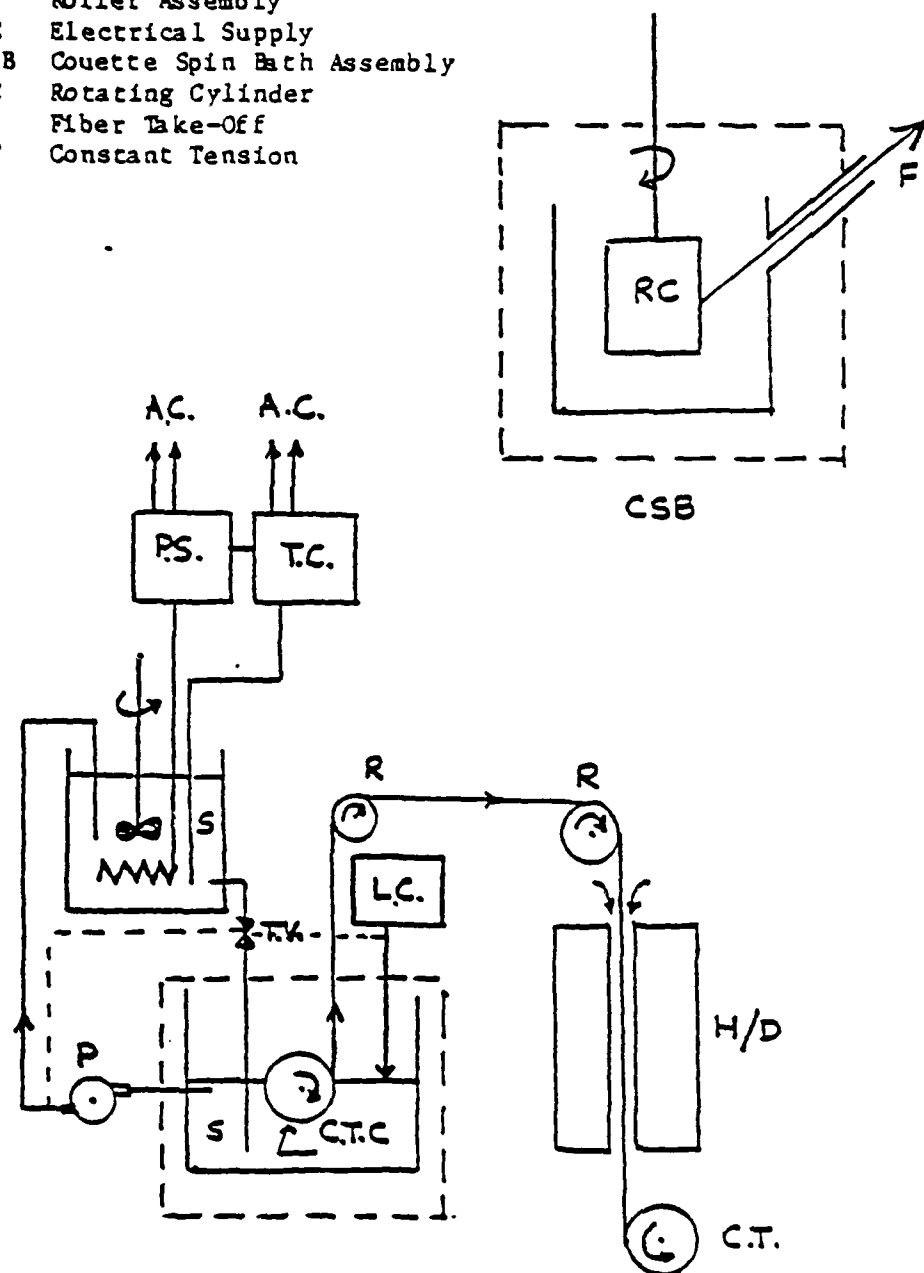 Roller Assembly
Electrical Supply
B Couette Spin Bath Assembly
Rotating Cylinder
Fiber Take-Off
Constant Tension
F
RC
CSB
A.C. A.C.
P.S. T.C.
S
R R
L.C.
H/D
P
S C.T.C
C.T.